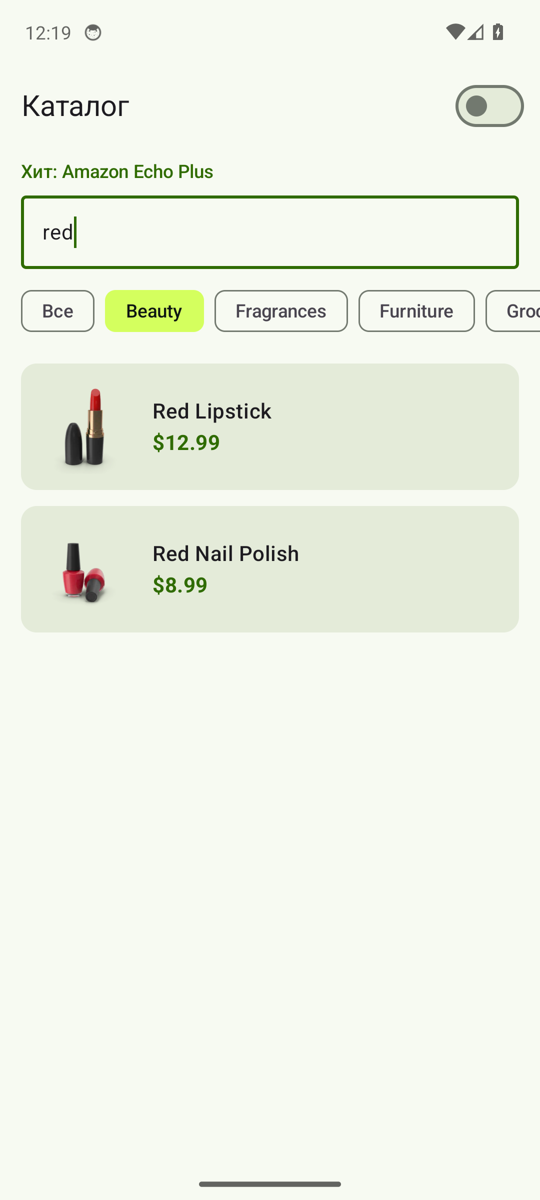 12:19
Каталог
Хит: Amazon Echo Plus
red
Все Beauty Fragrances Furniture Groc
Red Lipstick
$12.99
Red Nail Polish
$8.99